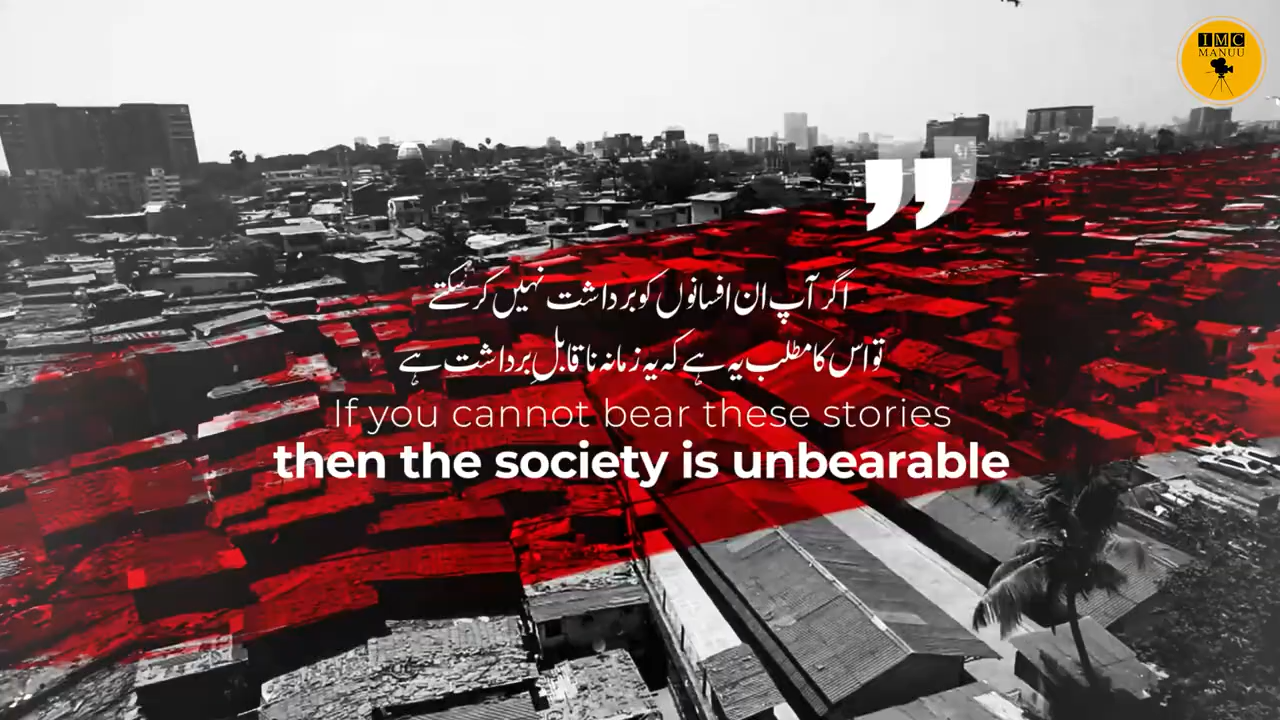 IMC
MANUU
اگر آپ ان افسانوں کو برداشت نہیں کر سکتے
تو اس کا مطلب یہ ہے کہ یہ زمانہ ناقابلِ برداشت ہے
If you cannot bear these stories
then the society is unbearable